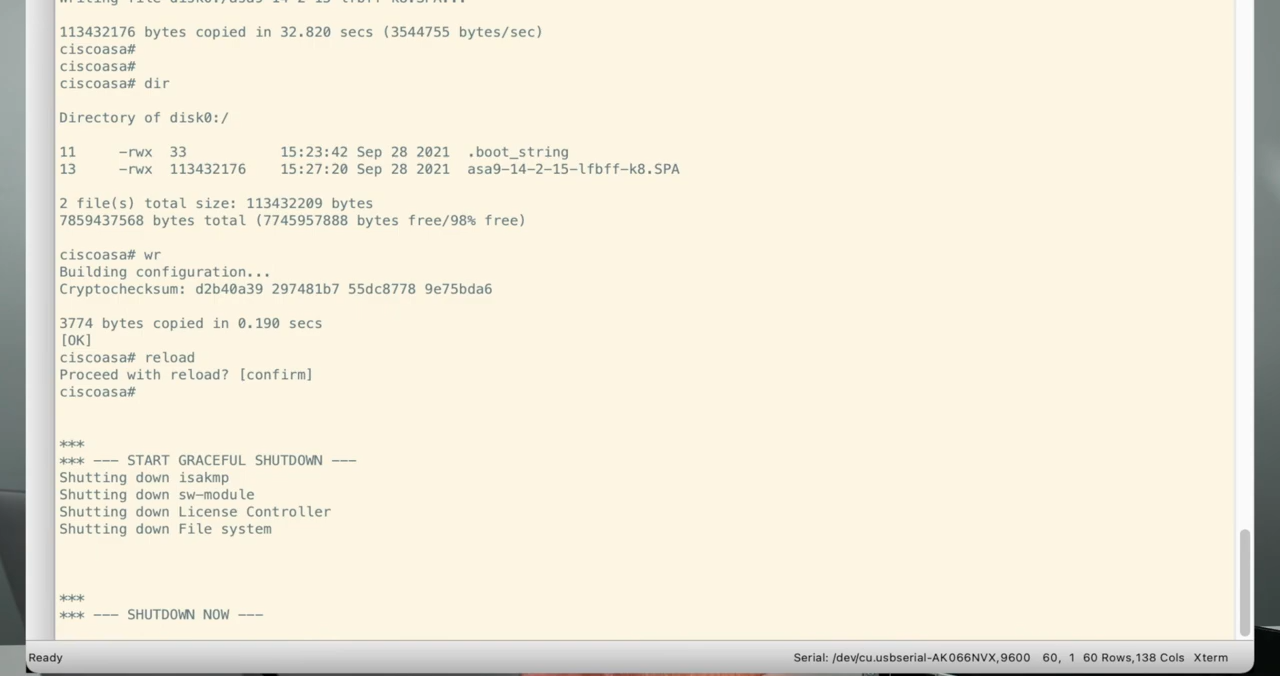 113432176 bytes copied in 32.820 secs (3544755 bytes/sec)
ciscoasa#
ciscoasa#
ciscoasa# dir
Directory of disk0:/
11     -rwx  33           15:23:42 Sep 28 2021  .boot_string
13     -rwx  113432176    15:27:20 Sep 28 2021  asa9-14-2-15-lfbff-k8.SPA
2 file(s) total size: 113432209 bytes
7859437568 bytes total (7745957888 bytes free/98% free)
ciscoasa# wr
Building configuration...
Cryptochecksum: d2b40a39 297481b7 55dc8778 9e75bda6
3774 bytes copied in 0.190 secs
[OK]
ciscoasa# reload
Proceed with reload? [confirm]
ciscoasa#
***
*** --- START GRACEFUL SHUTDOWN ---
Shutting down isakmp
Shutting down sw-module
Shutting down License Controller
Shutting down File system
***
*** --- SHUTDOWN NOW ---
Ready Serial: /dev/cu.usbserial-AK066NVX,9600 60, 1 60 Rows,138 Cols Xterm